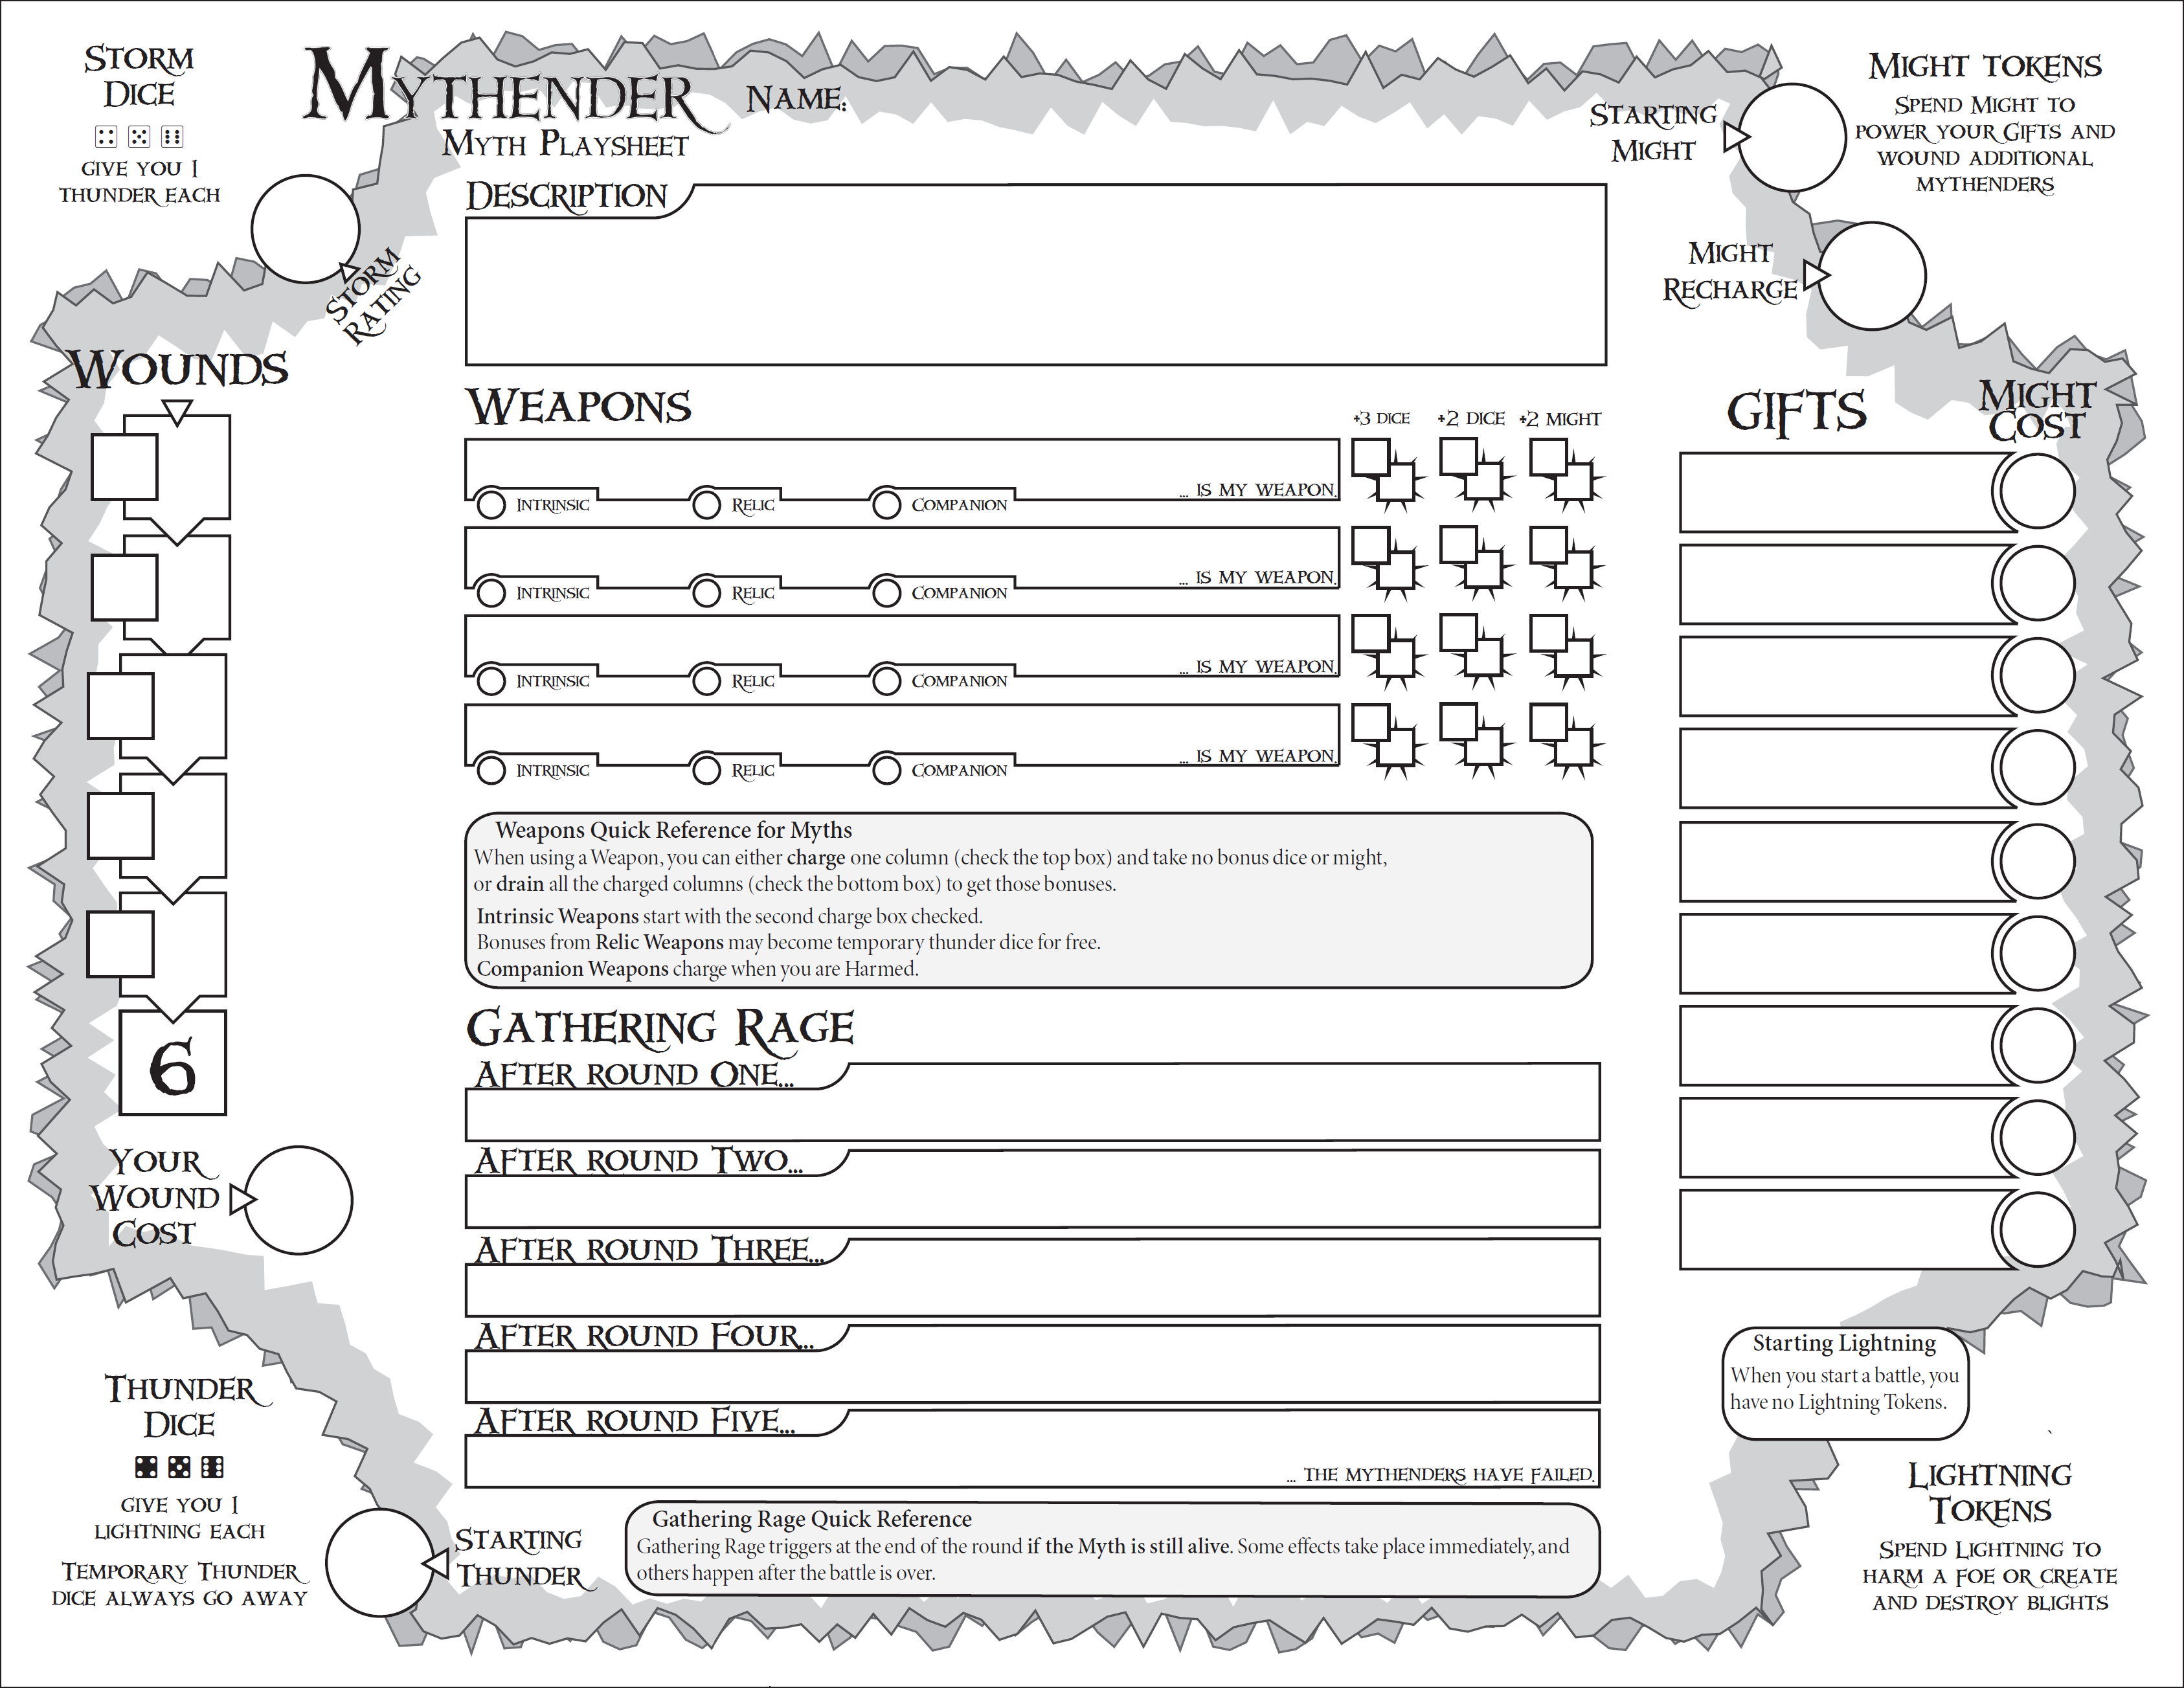 Storm
Dice
give you 1
thunder each
Storm
Rating
Mythender
Myth Playsheet
Name:
Starting
Might
Might tokens
Spend Might to
power your Gifts and
wound additional
mythenders
Might
Recharge
Description
Wounds
6
Your
Wound
Cost
Weapons
+3 dice +2 dice +2 might
... is my weapon.
Intrinsic Relic Companion
... is my weapon.
Intrinsic Relic Companion
... is my weapon.
Intrinsic Relic Companion
... is my weapon.
Intrinsic Relic Companion
Weapons Quick Reference for Myths
When using a Weapon, you can either charge one column (check the top box) and take no bonus dice or might,
or drain all the charged columns (check the bottom box) to get those bonuses.
Intrinsic Weapons start with the second charge box checked.
Bonuses from Relic Weapons may become temporary thunder dice for free.
Companion Weapons charge when you are Harmed.
Gathering Rage
After round One...
After round Two...
After round Three...
After round Four...
After round Five...
... the mythenders have failed.
Gathering Rage Quick Reference
Gathering Rage triggers at the end of the round if the Myth is still alive. Some effects take place immediately, and
others happen after the battle is over.
Gifts
Might
Cost
Starting Lightning
When you start a battle, you
have no Lightning Tokens.
Lightning
Tokens
Spend Lightning to
harm a foe or create
and destroy blights
Thunder
Dice
give you 1
lightning each
Temporary Thunder
dice always go away
Starting
Thunder